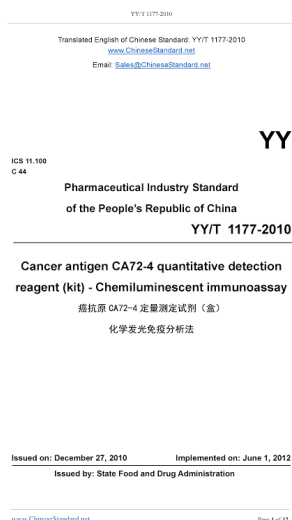 YY/T 1177-2010
Translated English of Chinese Standard: YY/T 1177-2010
www.ChineseStandard.net
Email: Sales@ChineseStandard.net
YY
ICS 11.100
C 44
Pharmaceutical Industry Standard
of the People's Republic of China
YY/T 1177-2010
Cancer antigen CA72-4 quantitative detection
reagent (kit) - Chemiluminescent immunoassay
癌抗原 CA72-4 定量测定试剂（盒）
化学发光免疫分析法
Issued on: December 27, 2010 Implemented on: June 1, 2012
Issued by: State Food and Drug Administration
www.ChineseStandard.net